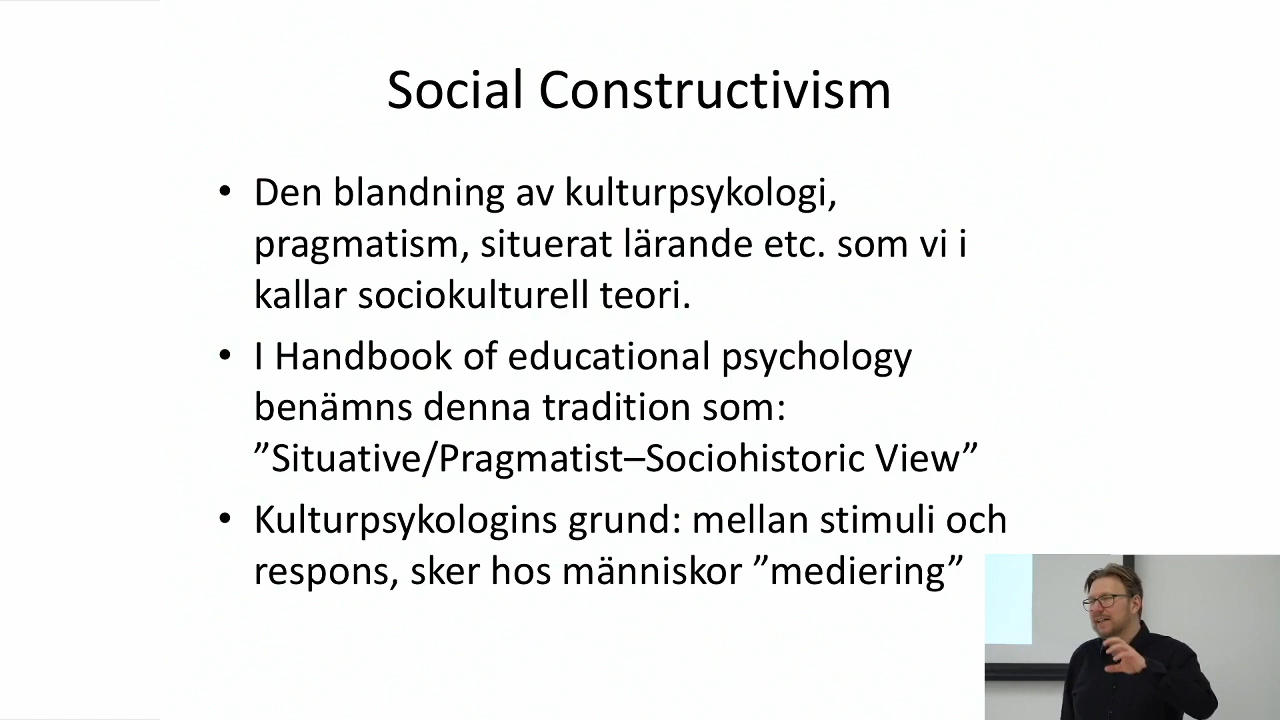 Social Constructivism
• Den blandning av kulturpsykologi,
pragmatism, situerat lärande etc. som vi i
kallar sociokulturell teori.
• I Handbook of educational psychology
benämns denna tradition som:
”Situative/Pragmatist–Sociohistoric View”
• Kulturpsykologins grund: mellan stimuli och
respons, sker hos människor ”mediering”